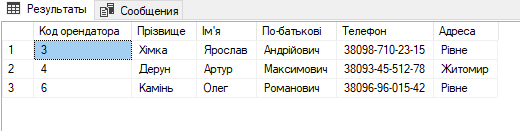 Результаты Сообщения
Код орендатора Прізвище Ім'я По-батькові Телефон Адреса
1 3 Хімка Ярослав Андрійович 38098-710-23-15 Рівне
2 4 Дерун Артур Максимович 38093-45-512-78 Житомир
3 6 Камінь Олег Романович 38096-96-015-42 Рівне